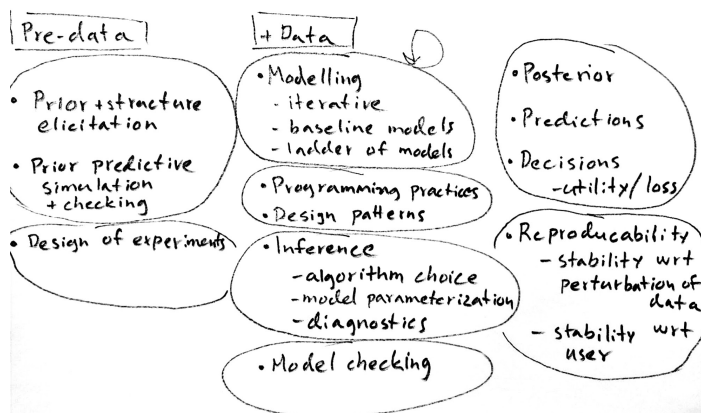 Pre-data
• Prior + structure
elicitation
• Prior predictive
simulation
+ checking
• Design of experiments
+ Data
• Modelling
- iterative
- baseline models
- ladder of models
• Programming practices
• Design patterns
• Inference
- algorithm choice
- model parameterization
- diagnostics
• Model checking
• Posterior
• Predictions
• Decisions
- utility/loss
• Reproducability
- stability wrt
perturbation of
data
- stability wrt
user